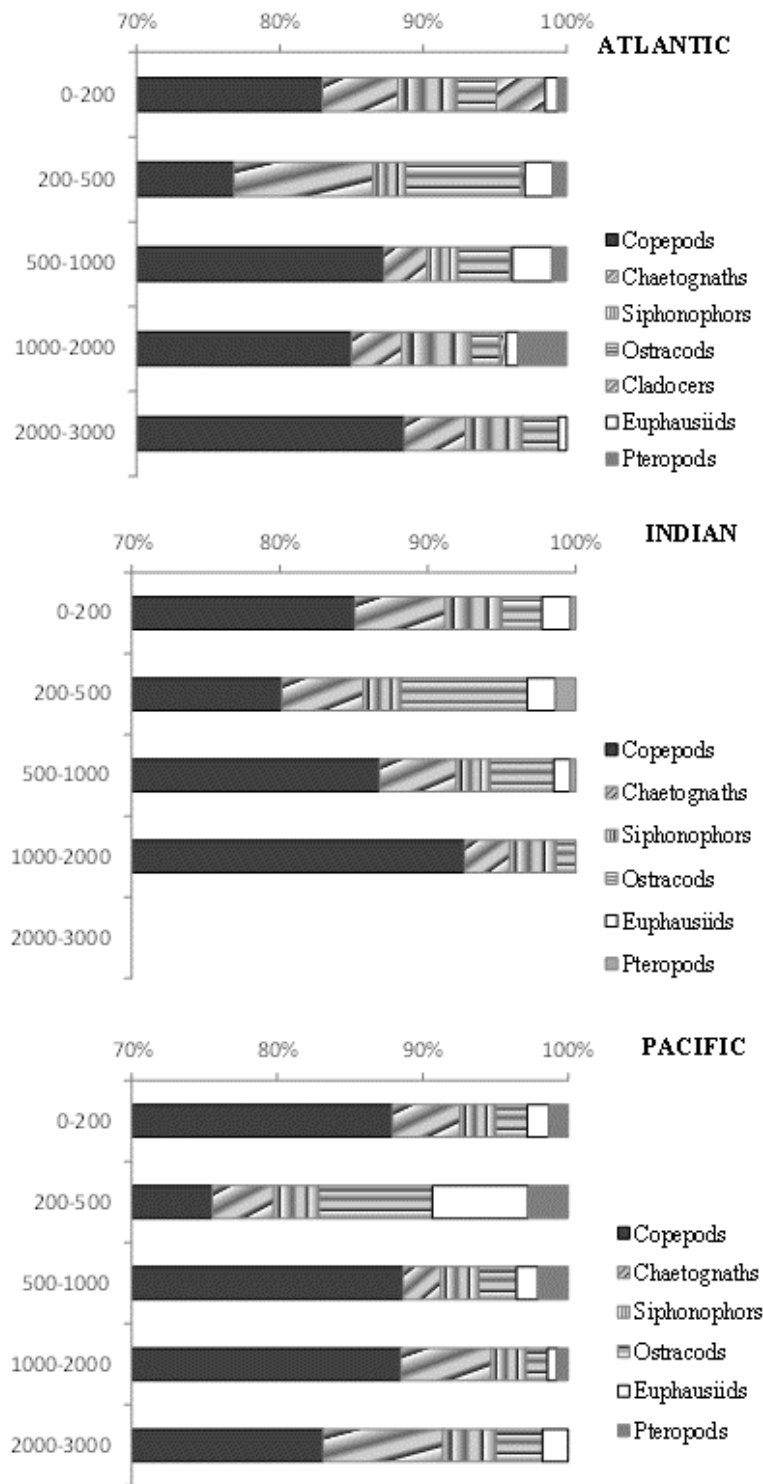 70% 80% 90% 100%
ATLANTIC
0-200
200-500
500-1000
1000-2000
2000-3000
Copepods
Chaetognaths
Siphonophors
Ostracods
Cladocers
Euphausiids
Pteropods
70% 80% 90% 100%
INDIAN
0-200
200-500
500-1000
1000-2000
2000-3000
Copepods
Chaetognaths
Siphonophors
Ostracods
Euphausiids
Pteropods
70% 80% 90% 100%
PACIFIC
0-200
200-500
500-1000
1000-2000
2000-3000
Copepods
Chaetognaths
Siphonophors
Ostracods
Euphausiids
Pteropods